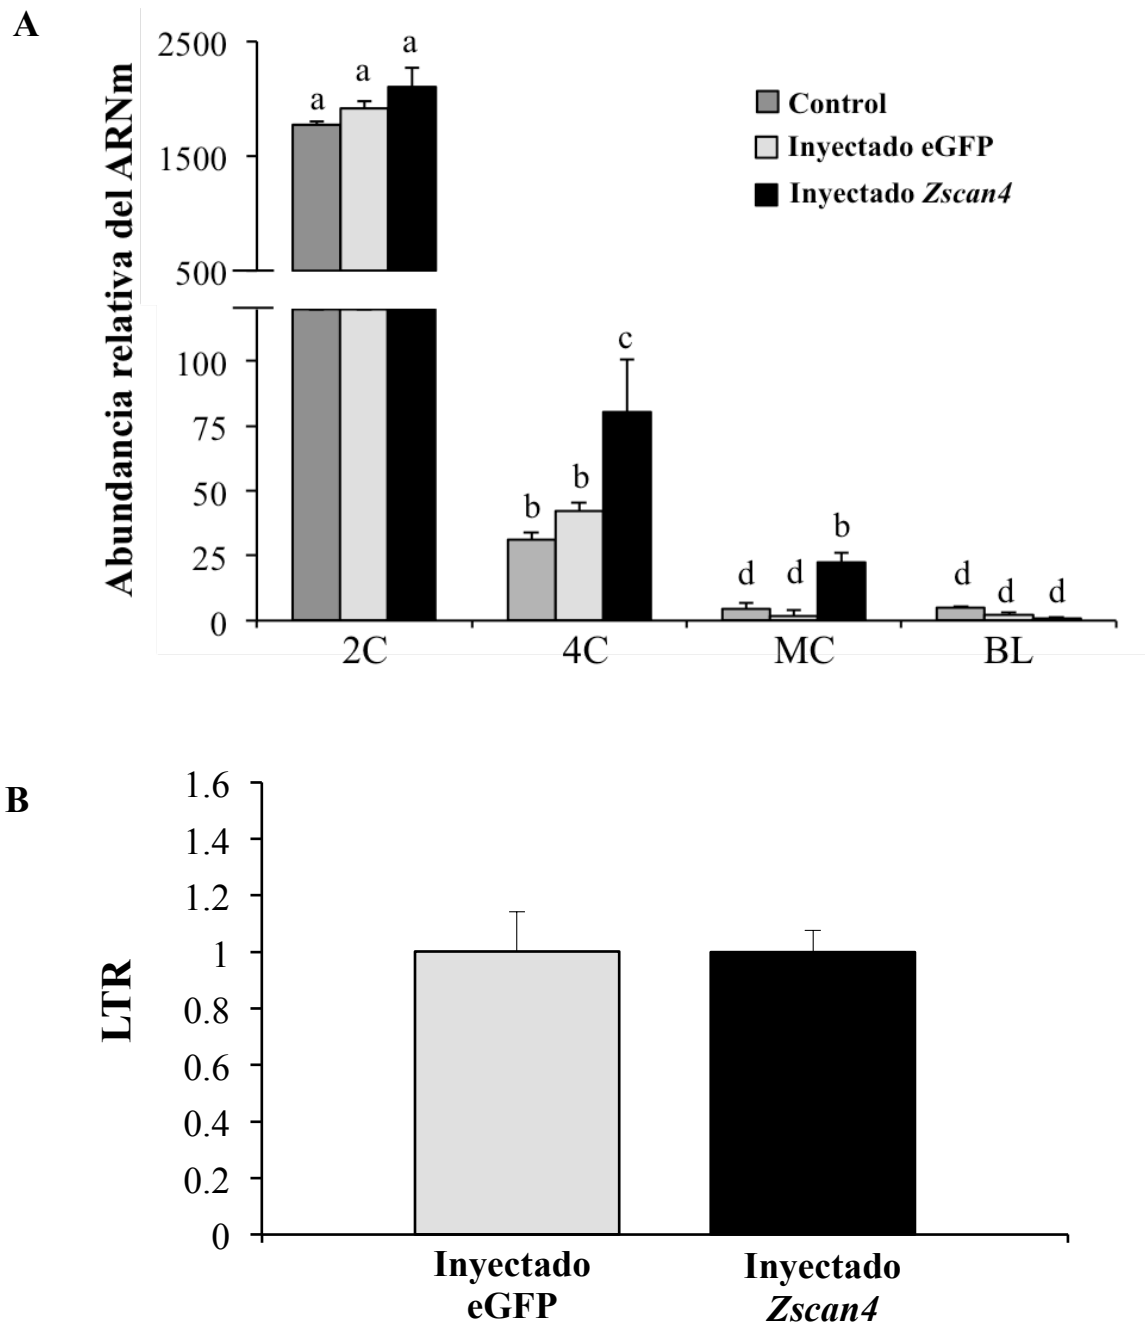 A
Abundancia relativa del ARNm
2500
1500
500
100
75
50
25
0
a
a
a
b
b
c
d
d
b
d
d
d
Control
Inyectado eGFP
Inyectado Zscan4
2C
4C
MC
BL
B
LTR
1.6
1.4
1.2
1
0.8
0.6
0.4
0.2
0
Inyectado
eGFP
Inyectado
Zscan4